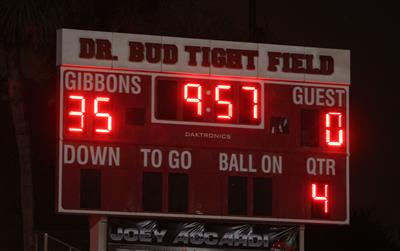 DR. BUD TIGHT FIELD
GIBBONS GUEST
35 9:57 0
DAKTRONICS
DOWN TO GO BALL ON QTR
4
JOEY ACCARDI